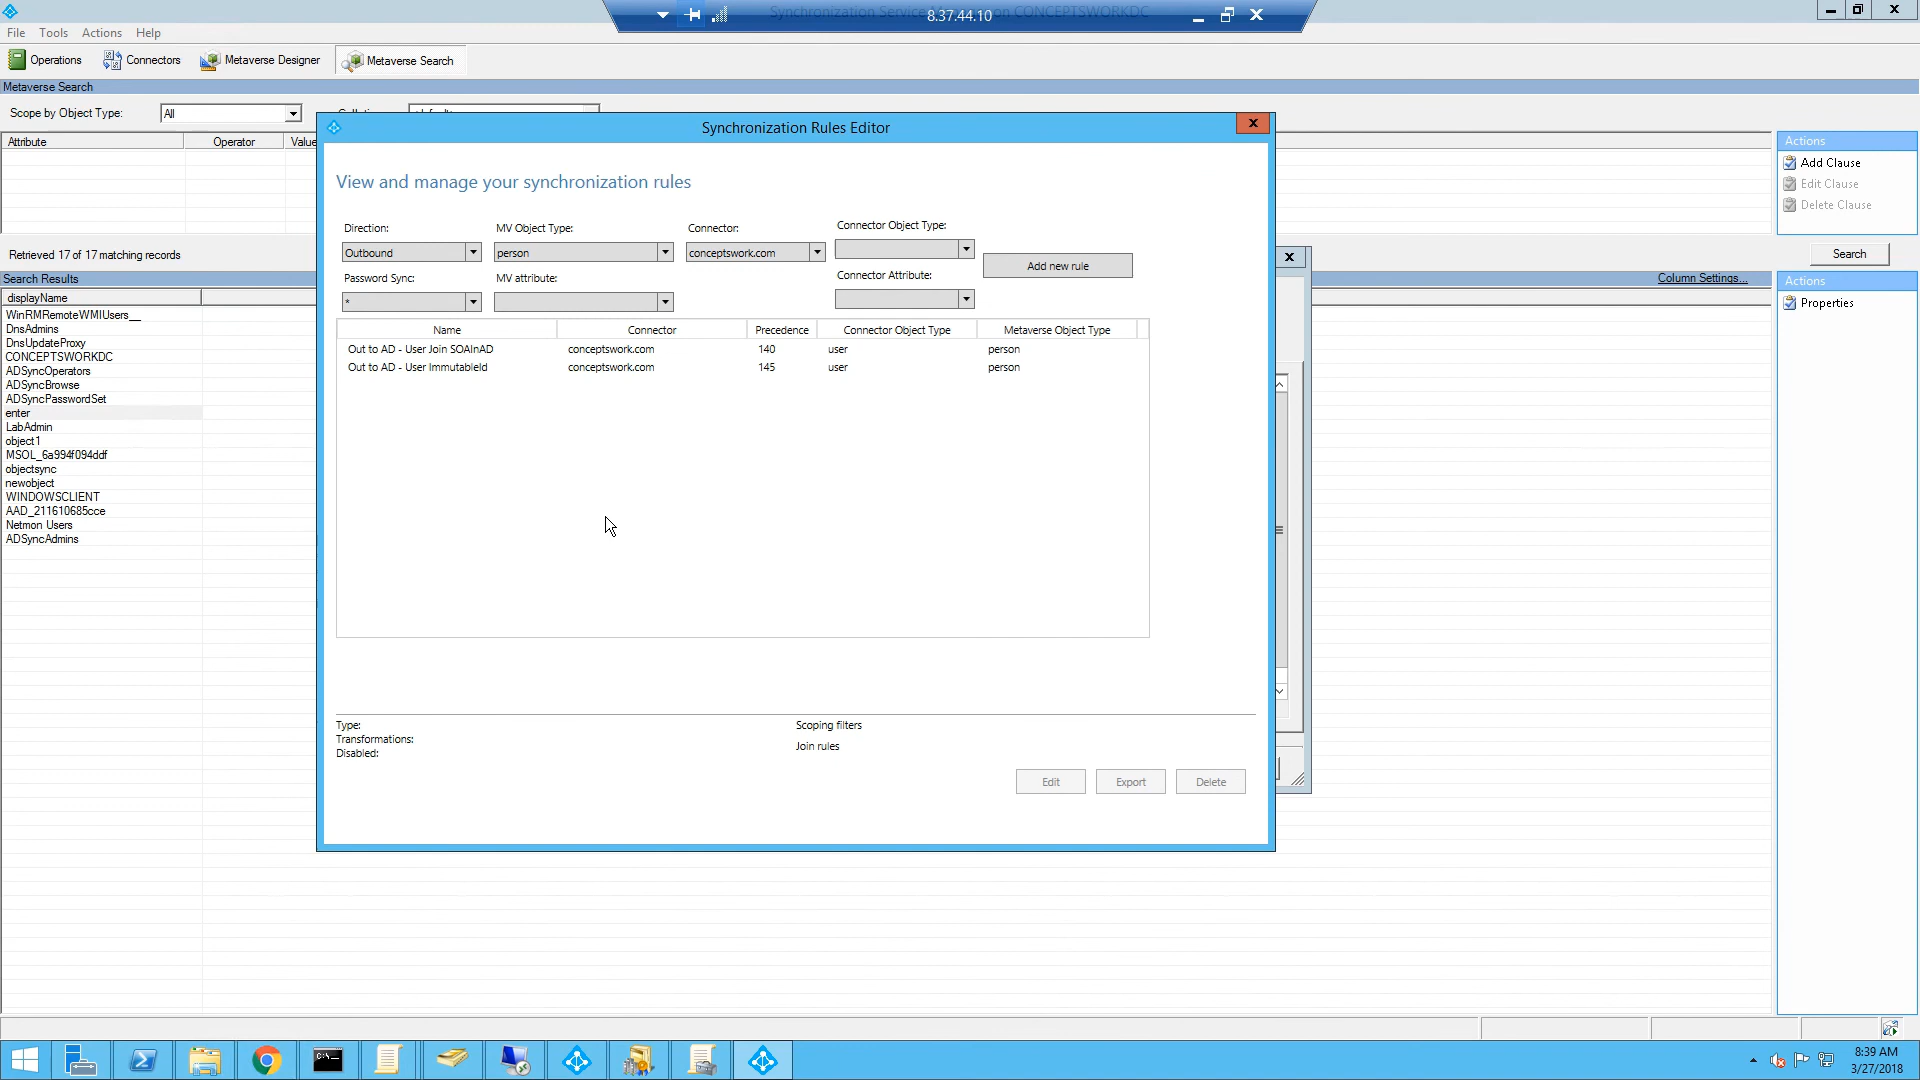 Synchronization Service
CONCEPTSWORKDC
8.37.44.10
File Tools Actions Help
Operations Connectors Metaverse Designer Metaverse Search
Metaverse Search
Scope by Object Type: All
Attribute Operator Value
Actions
Add Clause
Edit Clause
Delete Clause
Retrieved 17 of 17 matching records
Search
Search Results
Column Settings...
Actions
Properties
displayName
WinRMRemoteWMIUsers__
DnsAdmins
DnsUpdateProxy
CONCEPTSWORKDC
ADSyncOperators
ADSyncBrowse
ADSyncPasswordSet
enter
LabAdmin
object1
MSOL_6a994f094ddf
objectsync
newobject
WINDOWSCLIENT
AAD_211610685cce
Netmon Users
ADSyncAdmins
Synchronization Rules Editor
View and manage your synchronization rules
Direction: MV Object Type: Connector: Connector Object Type:
Outbound person conceptswork.com
Add new rule
Password Sync: MV attribute: Connector Attribute:
*
Name Connector Precedence Connector Object Type Metaverse Object Type
Out to AD - User Join SOAInAD conceptswork.com 140 user person
Out to AD - User ImmutableId conceptswork.com 145 user person
Type: Scoping filters
Transformations:
Join rules
Disabled:
Edit Export Delete
8:39 AM
3/27/2018